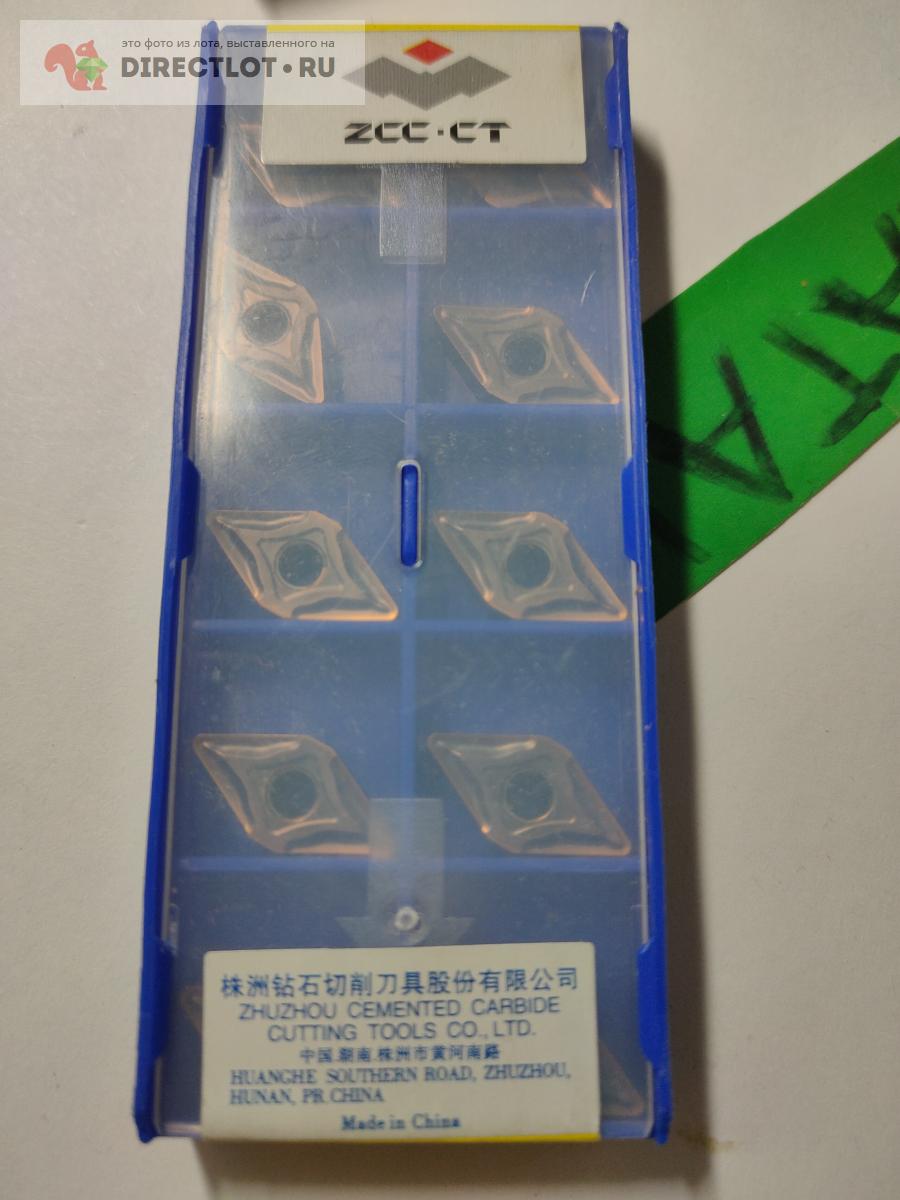 это фото из лота, выставленного на
DIRECTLOT•RU
ZCC·CT
株洲钻石切削刀具股份有限公司
ZHUZHOU CEMENTED CARBIDE
CUTTING TOOLS CO., LTD.
中国.湖南.株洲市黄河南路
HUANGHE SOUTHERN ROAD, ZHUZHOU,
HUNAN, PR.CHINA
Made in China